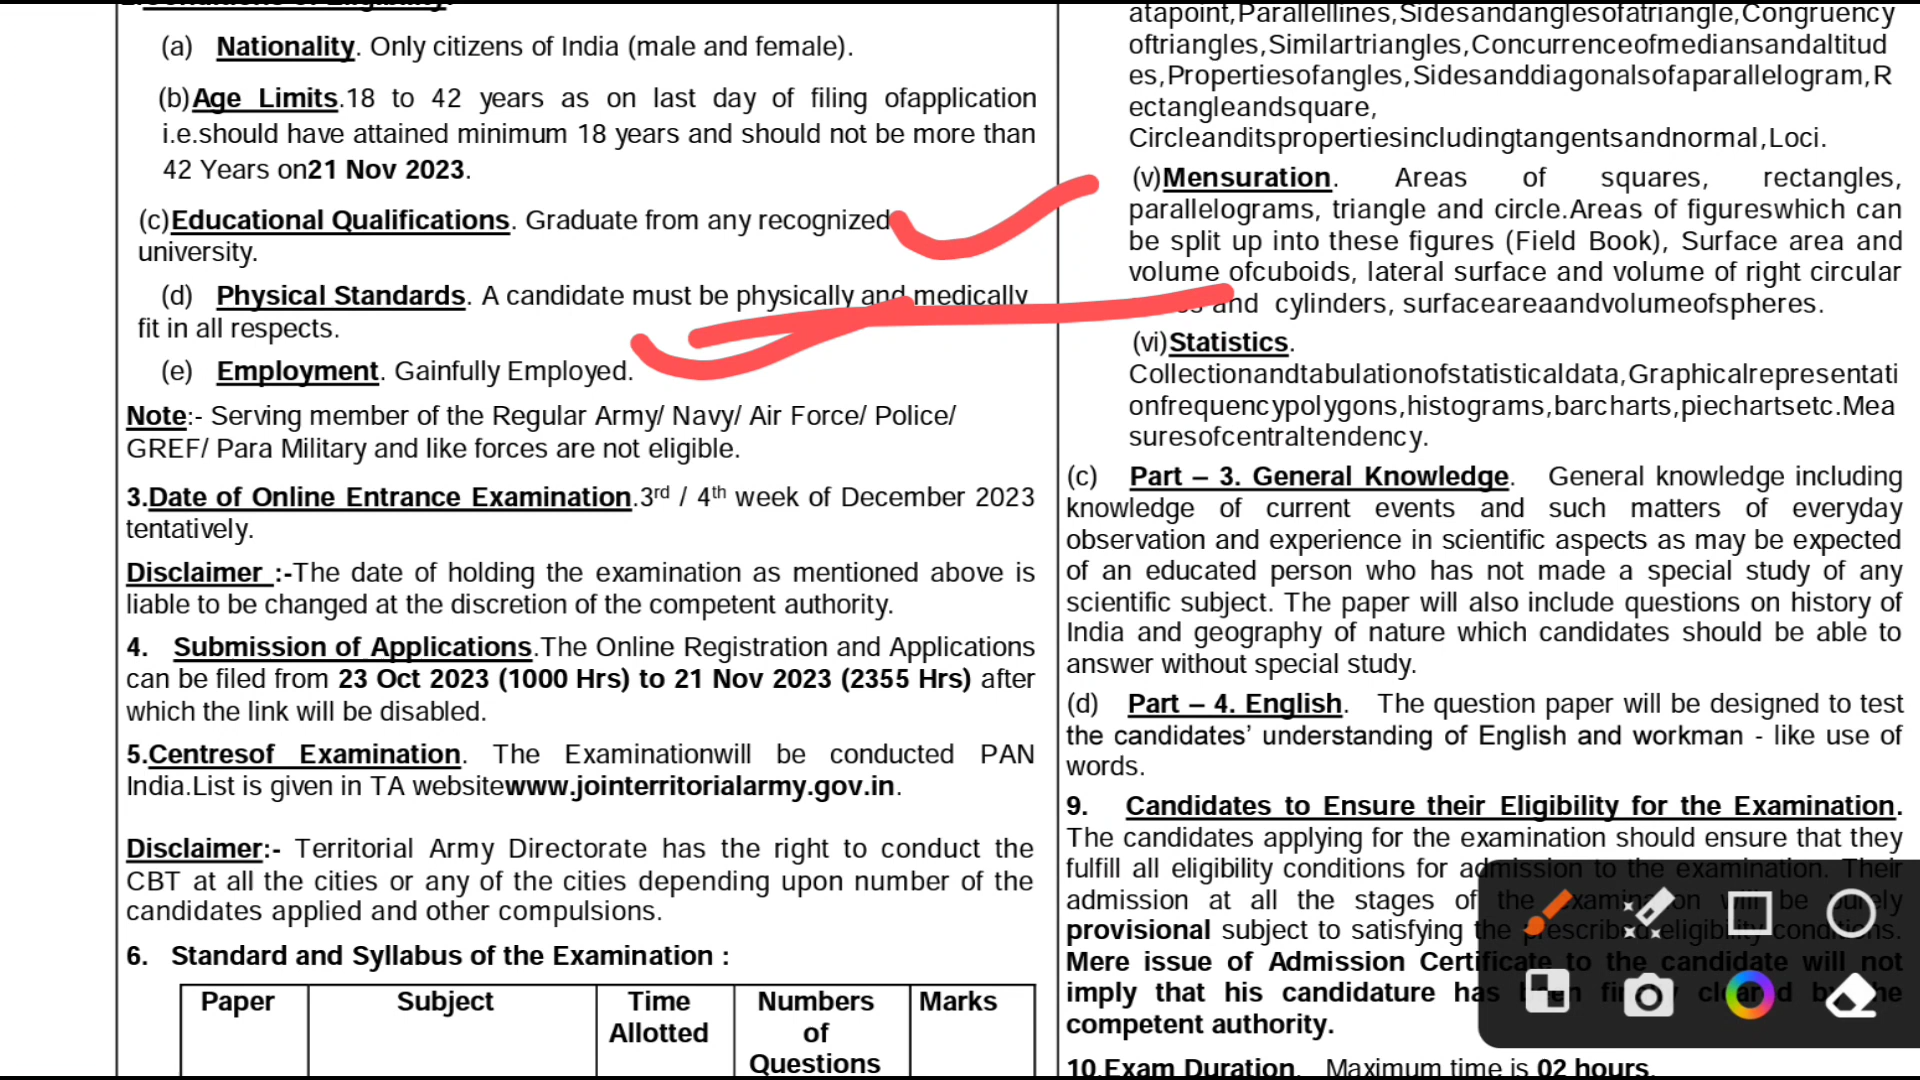 (a) Nationality. Only citizens of India (male and female).
(b)Age Limits.18 to 42 years as on last day of filing ofapplication
i.e.should have attained minimum 18 years and should not be more than
42 Years on21 Nov 2023.
(c)Educational Qualifications. Graduate from any recognized
university.
(d) Physical Standards. A candidate must be physically and medically
fit in all respects.
(e) Employment. Gainfully Employed.
Note:- Serving member of the Regular Army/ Navy/ Air Force/ Police/
GREF/ Para Military and like forces are not eligible.
3.Date of Online Entrance Examination.3rd / 4th week of December 2023
tentatively.
Disclaimer :-The date of holding the examination as mentioned above is
liable to be changed at the discretion of the competent authority.
4. Submission of Applications.The Online Registration and Applications
can be filed from 23 Oct 2023 (1000 Hrs) to 21 Nov 2023 (2355 Hrs) after
which the link will be disabled.
5.Centresof Examination. The Examinationwill be conducted PAN
India.List is given in TA websitewww.jointerritorialarmy.gov.in.
Disclaimer:- Territorial Army Directorate has the right to conduct the
CBT at all the cities or any of the cities depending upon number of the
candidates applied and other compulsions.
6. Standard and Syllabus of the Examination :
Paper Subject Time Numbers Marks
Allotted of
Questions
atapoint,Parallellines,Sidesandanglesofatriangle,Congruency
oftriangles,Similartriangles,Concurrenceofmediansandaltitud
es,Propertiesofangles,Sidesanddiagonalsofaparallelogram,R
ectangleandsquare,
Circleanditspropertiesincludingtangentsandnormal,Loci.
(v)Mensuration. Areas of squares, rectangles,
parallelograms, triangle and circle.Areas of figureswhich can
be split up into these figures (Field Book), Surface area and
volume ofcuboids, lateral surface and volume of right circular
and cylinders, surfaceareaandvolumeofspheres.
(vi)Statistics.
Collectionandtabulationofstatisticaldata,Graphicalrepresentati
onfrequencypolygons,histograms,barcharts,piechartsetc.Mea
suresofcentraltendency.
(c) Part – 3. General Knowledge. General knowledge including
knowledge of current events and such matters of everyday
observation and experience in scientific aspects as may be expected
of an educated person who has not made a special study of any
scientific subject. The paper will also include questions on history of
India and geography of nature which candidates should be able to
answer without special study.
(d) Part – 4. English. The question paper will be designed to test
the candidates’ understanding of English and workman - like use of
words.
9. Candidates to Ensure their Eligibility for the Examination.
The candidates applying for the examination should ensure that they
fulfill all eligibility conditions for admission to the examination. Their
admission at all the stages of the examination will be purely
provisional subject to satisfying the prescribed eligibility conditions.
Mere issue of Admission Certificate to the candidate will not
imply that his candidature has been finally cleared by the
competent authority.
10.Exam Duration. Maximum time is 02 hours.